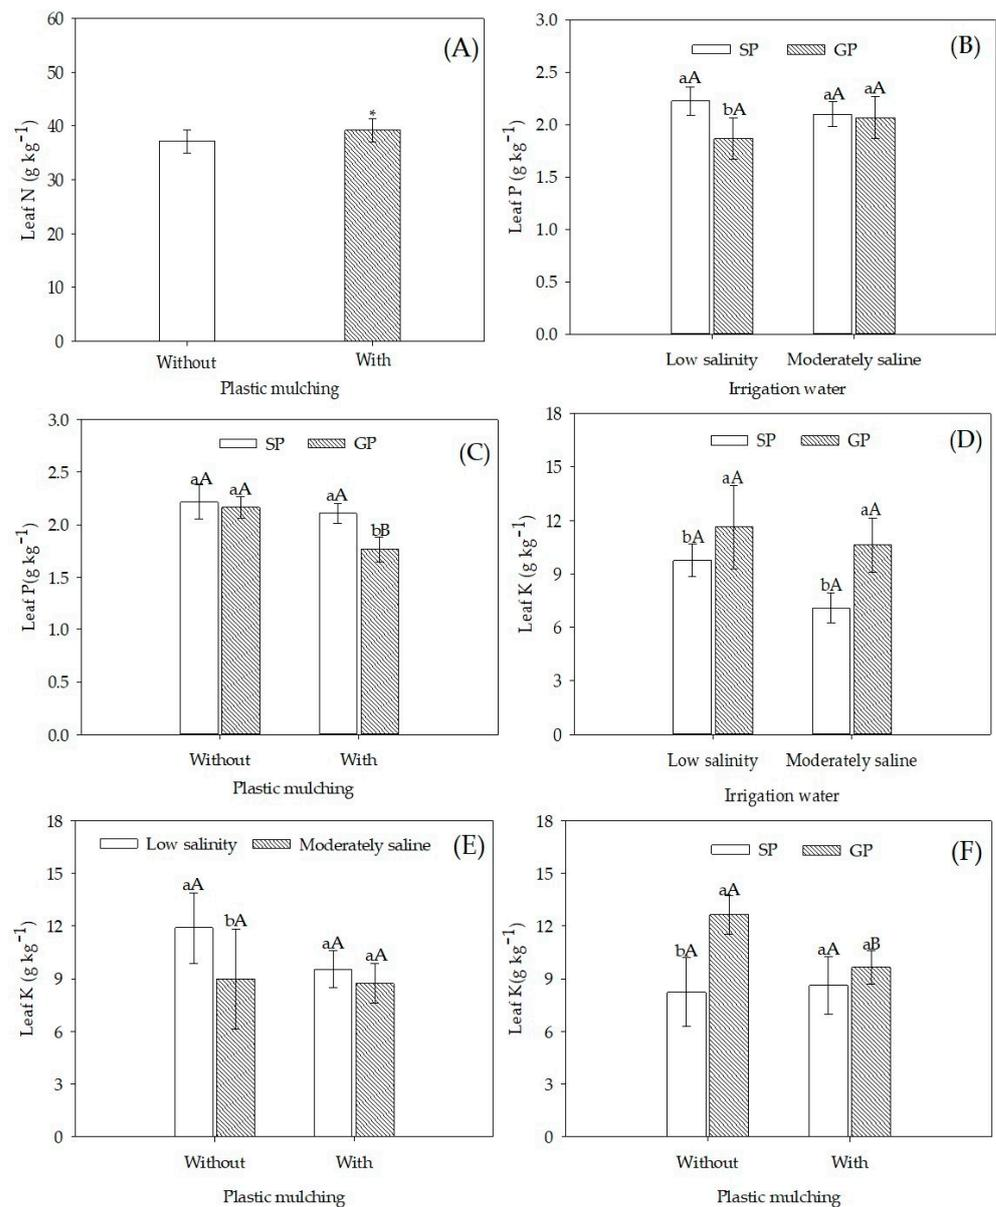 (A)
60
50
40
30
20
10
0
Leaf N (g kg⁻¹)
*
Without With
Plastic mulching
(B)
3.0
2.5
2.0
1.5
1.0
0.5
0.0
Leaf P (g kg⁻¹)
SP GP
aA bA aA aA
Low salinity Moderately saline
Irrigation water
(C)
3.0
2.5
2.0
1.5
1.0
0.5
0.0
Leaf P(g kg⁻¹)
SP GP
aA aA aA bB
Without With
Plastic mulching
(D)
18
15
12
9
6
3
0
Leaf K (g kg⁻¹)
SP GP
bA aA bA aA
Low salinity Moderately saline
Irrigation water
(E)
18
15
12
9
6
3
0
Leaf K (g kg⁻¹)
Low salinity Moderately saline
aA bA aA aA
Without With
Plastic mulching
(F)
18
15
12
9
6
3
0
Leaf K(g kg⁻¹)
SP GP
bA aA aA aB
Without With
Plastic mulching